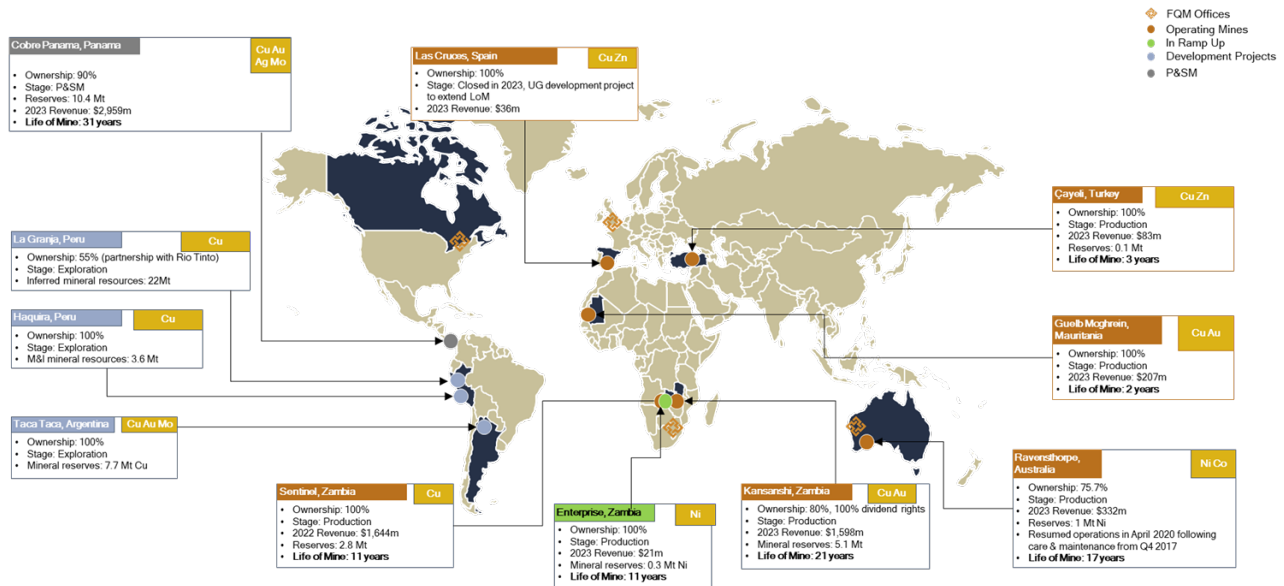 FQM Offices
Operating Mines
In Ramp Up
Development Projects
P&SM
Cobre Panama, Panama
Cu Au
Ag Mo
• Ownership: 90%
• Stage: P&SM
• Reserves: 10.4 Mt
• 2023 Revenue: $2,959m
• Life of Mine: 31 years
Las Cruces, Spain
Cu Zn
• Ownership: 100%
• Stage: Closed in 2023, UG development project
to extend LoM
• 2023 Revenue: $36m
Çayeli, Turkey
Cu Zn
• Ownership: 100%
• Stage: Production
• 2023 Revenue: $83m
• Reserves: 0.1 Mt
• Life of Mine: 3 years
La Granja, Peru
Cu
• Ownership: 55% (partnership with Rio Tinto)
• Stage: Exploration
• Inferred mineral resources: 22Mt
Haquira, Peru
Cu
• Ownership: 100%
• Stage: Exploration
• M&I mineral resources: 3.6 Mt
Guelb Moghrein,
Mauritania
Cu Au
• Ownership: 100%
• Stage: Production
• 2023 Revenue: $207m
• Life of Mine: 2 years
Taca Taca, Argentina
Cu Au Mo
• Ownership: 100%
• Stage: Exploration
• Mineral reserves: 7.7 Mt Cu
Sentinel, Zambia
Cu
• Ownership: 100%
• Stage: Production
• 2022 Revenue: $1,644m
• Reserves: 2.8 Mt
• Life of Mine: 11 years
Enterprise, Zambia
Ni
• Ownership: 100%
• Stage: Production
• 2023 Revenue: $21m
• Mineral reserves: 0.3 Mt Ni
• Life of Mine: 11 years
Kansanshi, Zambia
Cu Au
• Ownership: 80%, 100% dividend rights
• Stage: Production
• 2023 Revenue: $1,598m
• Mineral reserves: 5.1 Mt
• Life of Mine: 21 years
Ravensthorpe,
Australia
Ni Co
• Ownership: 75.7%
• Stage: Production
• 2023 Revenue: $332m
• Reserves: 1 Mt Ni
• Resumed operations in April 2020 following
care & maintenance from Q4 2017
• Life of Mine: 17 years